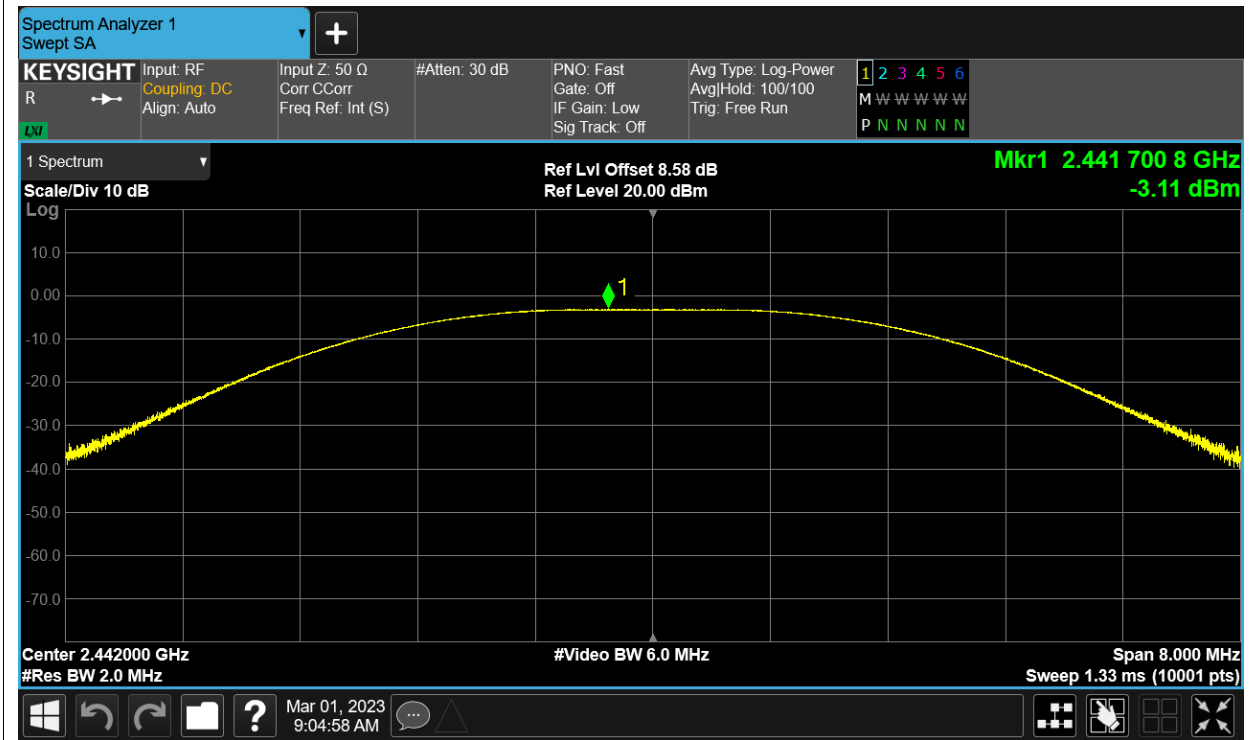 Spectrum Analyzer 1
Swept SA
KEYSIGHT
R
LXI
Input: RF
Coupling: DC
Align: Auto
Input Z: 50 Ω
Corr CCorr
Freq Ref: Int (S)
#Atten: 30 dB
PNO: Fast
Gate: Off
IF Gain: Low
Sig Track: Off
Avg Type: Log-Power
Avg|Hold: 100/100
Trig: Free Run
1 2 3 4 5 6
M W W W W W W
P N N N N N N
1 Spectrum
Scale/Div 10 dB
Log
Ref Lvl Offset 8.58 dB
Ref Level 20.00 dBm
Mkr1 2.441 700 8 GHz
-3.11 dBm
10.0
0.00
-10.0
-20.0
-30.0
-40.0
-50.0
-60.0
-70.0
1
Center 2.442000 GHz
#Res BW 2.0 MHz
#Video BW 6.0 MHz
Span 8.000 MHz
Sweep 1.33 ms (10001 pts)
?
Mar 01, 2023
9:04:58 AM